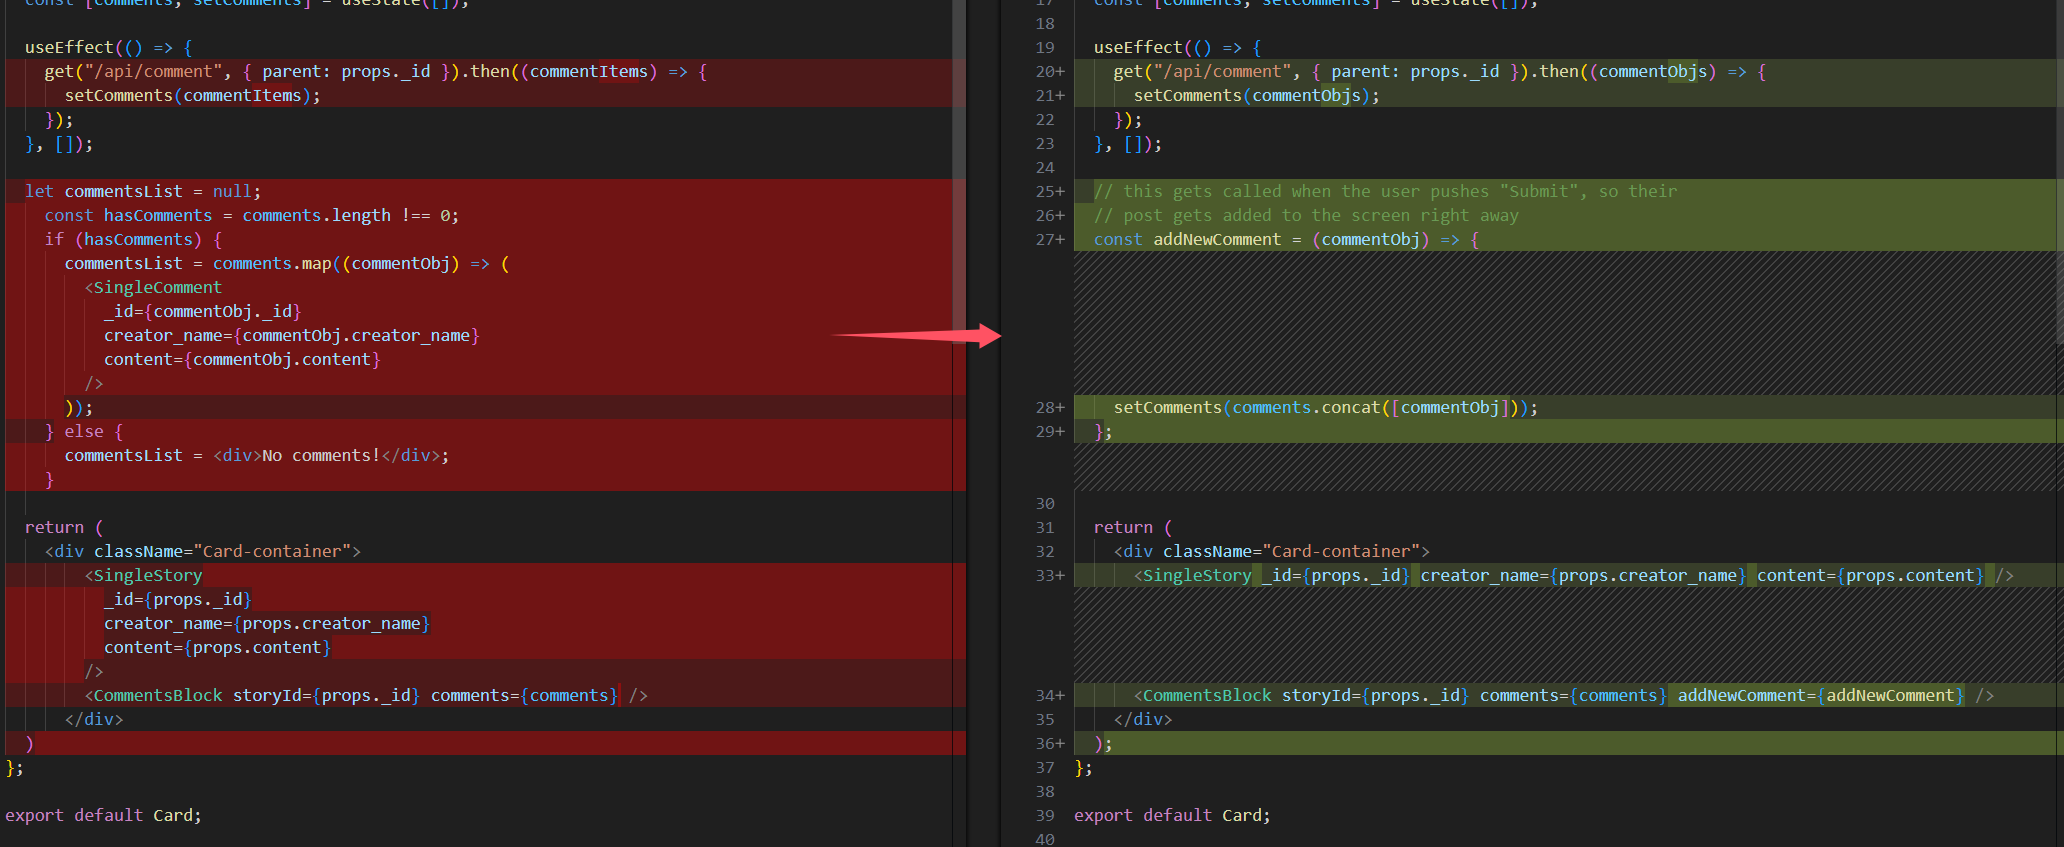 const [comments, setComments] = useState([]);
useEffect(() => {
get("/api/comment", { parent: props._id }).then((commentItems) => {
setComments(commentItems);
});
}, []);
let commentsList = null;
const hasComments = comments.length !== 0;
if (hasComments) {
commentsList = comments.map((commentObj) => (
<SingleComment
_id={commentObj._id}
creator_name={commentObj.creator_name}
content={commentObj.content}
/>
));
} else {
commentsList = <div>No comments!</div>;
}
return (
<div className="Card-container">
<SingleStory
_id={props._id}
creator_name={props.creator_name}
content={props.content}
/>
<CommentsBlock storyId={props._id} comments={comments} />
</div>
)
};
export default Card;
17 const [comments, setComments] = useState([]);
18
19 useEffect(() => {
20+ get("/api/comment", { parent: props._id }).then((commentObjs) => {
21+ setComments(commentObjs);
22 });
23 }, []);
24
25+ // this gets called when the user pushes "Submit", so their
26+ // post gets added to the screen right away
27+ const addNewComment = (commentObj) => {
28+ setComments(comments.concat([commentObj]));
29+ };
30
31 return (
32 <div className="Card-container">
33+ <SingleStory _id={props._id} creator_name={props.creator_name} content={props.content} />
34+ <CommentsBlock storyId={props._id} comments={comments} addNewComment={addNewComment} />
35 </div>
36+ );
37 };
38
39 export default Card;
40